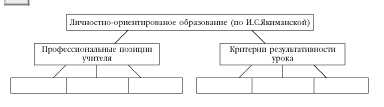 Личностно-ориентированое образование (по И.С.Якиманской)
Профессиональные позиции
учителя
Критерии результативности
урока